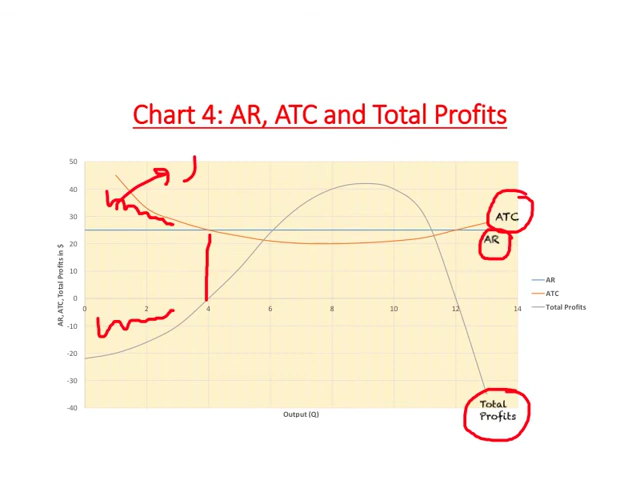 Chart 4: AR, ATC and Total Profits
50
40
30
20
10
0
-10
-20
-30
-40
0 2 4 6 8 10 12 14
AR, ATC, Total Profits in $
Output (Q)
ATC
AR
Total
Profits
AR
ATC
Total Profits